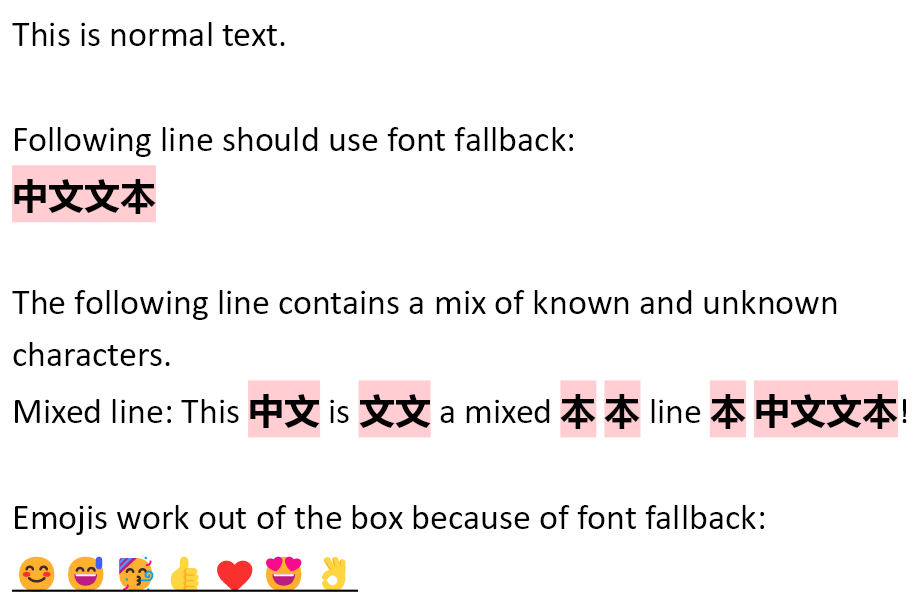 This is normal text.
Following line should use font fallback:
中文文本
The following line contains a mix of known and unknown
characters.
Mixed line: This 中文 is 文文 a mixed 本 本 line 本 中文文本!
Emojis work out of the box because of font fallback:
😊 😅 🥳 👍 ❤️ 😍 👌